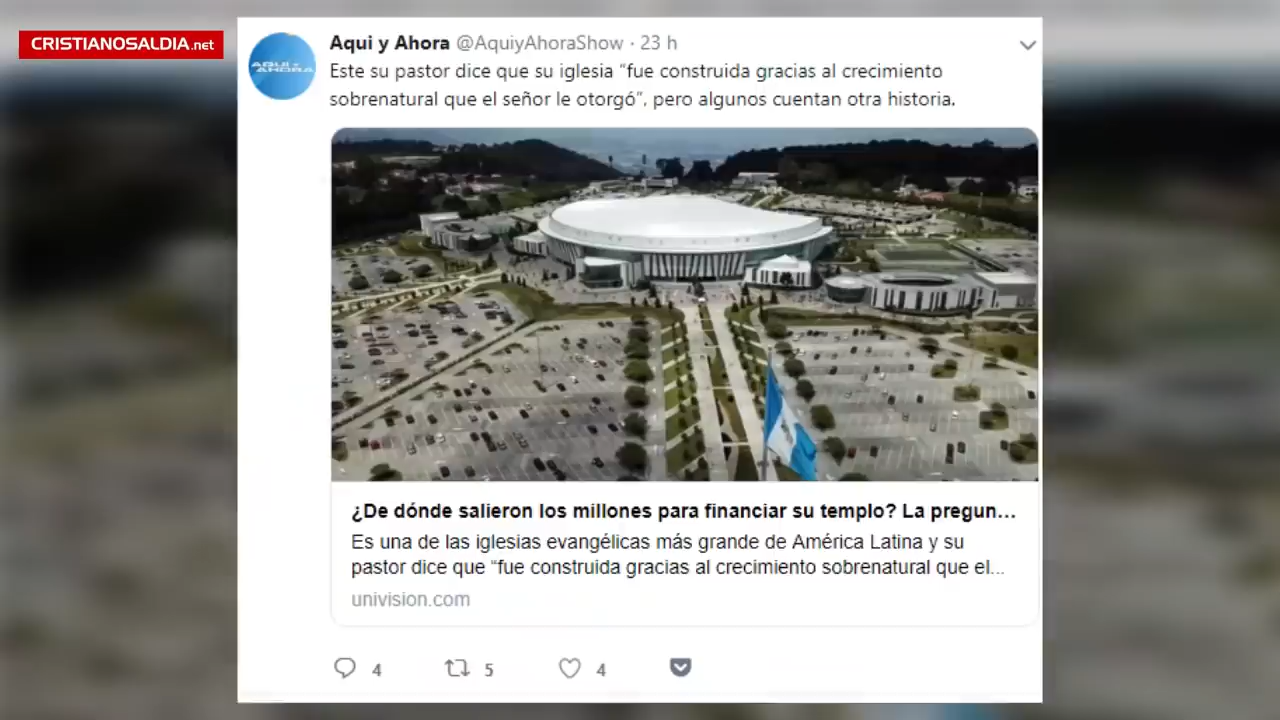 CRISTIANOSALDIA.net
Aqui y Ahora @AquiyAhoraShow · 23 h
AQUI Y
AHORA
Este su pastor dice que su iglesia “fue construida gracias al crecimiento
sobrenatural que el señor le otorgó”, pero algunos cuentan otra historia.
¿De dónde salieron los millones para financiar su templo? La pregun...
Es una de las iglesias evangélicas más grande de América Latina y su
pastor dice que “fue construida gracias al crecimiento sobrenatural que el...
univision.com
4 5 4